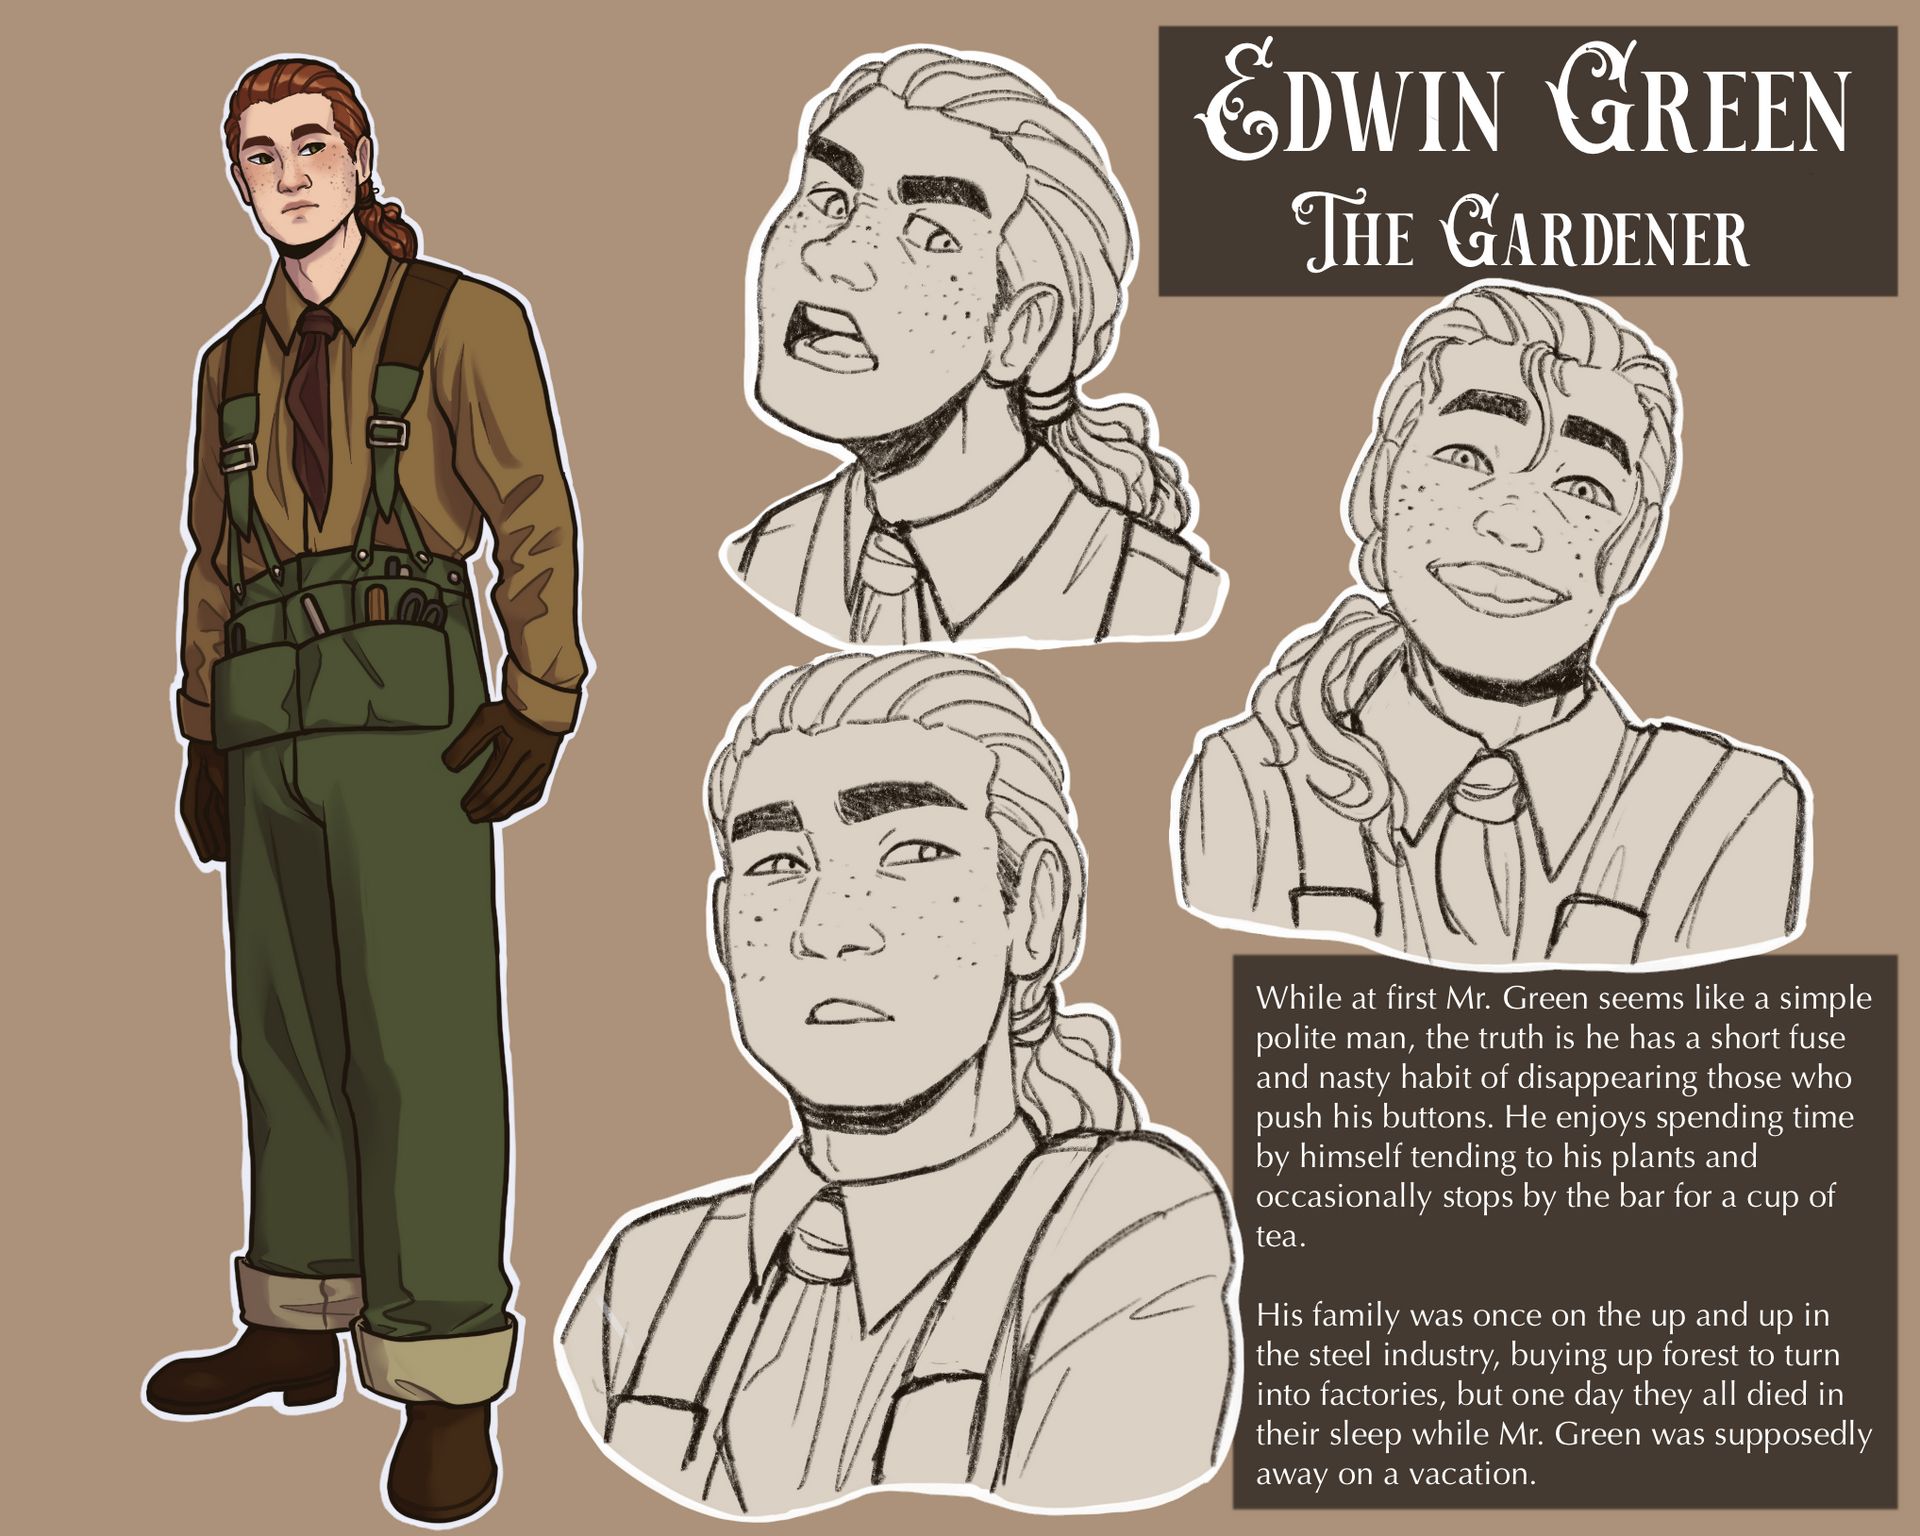 Edwin Green
The Gardener
While at first Mr. Green seems like a simple
polite man, the truth is he has a short fuse
and nasty habit of disappearing those who
push his buttons. He enjoys spending time
by himself tending to his plants and
occasionally stops by the bar for a cup of
tea.
His family was once on the up and up in
the steel industry, buying up forest to turn
into factories, but one day they all died in
their sleep while Mr. Green was supposedly
away on a vacation.